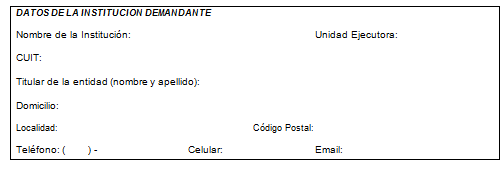 DATOS DE LA INSTITUCION DEMANDANTE
Nombre de la Institución: Unidad Ejecutora:
CUIT:
Titular de la entidad (nombre y apellido):
Domicilio:
Localidad: Código Postal:
Teléfono: ( ) - Celular: Email: